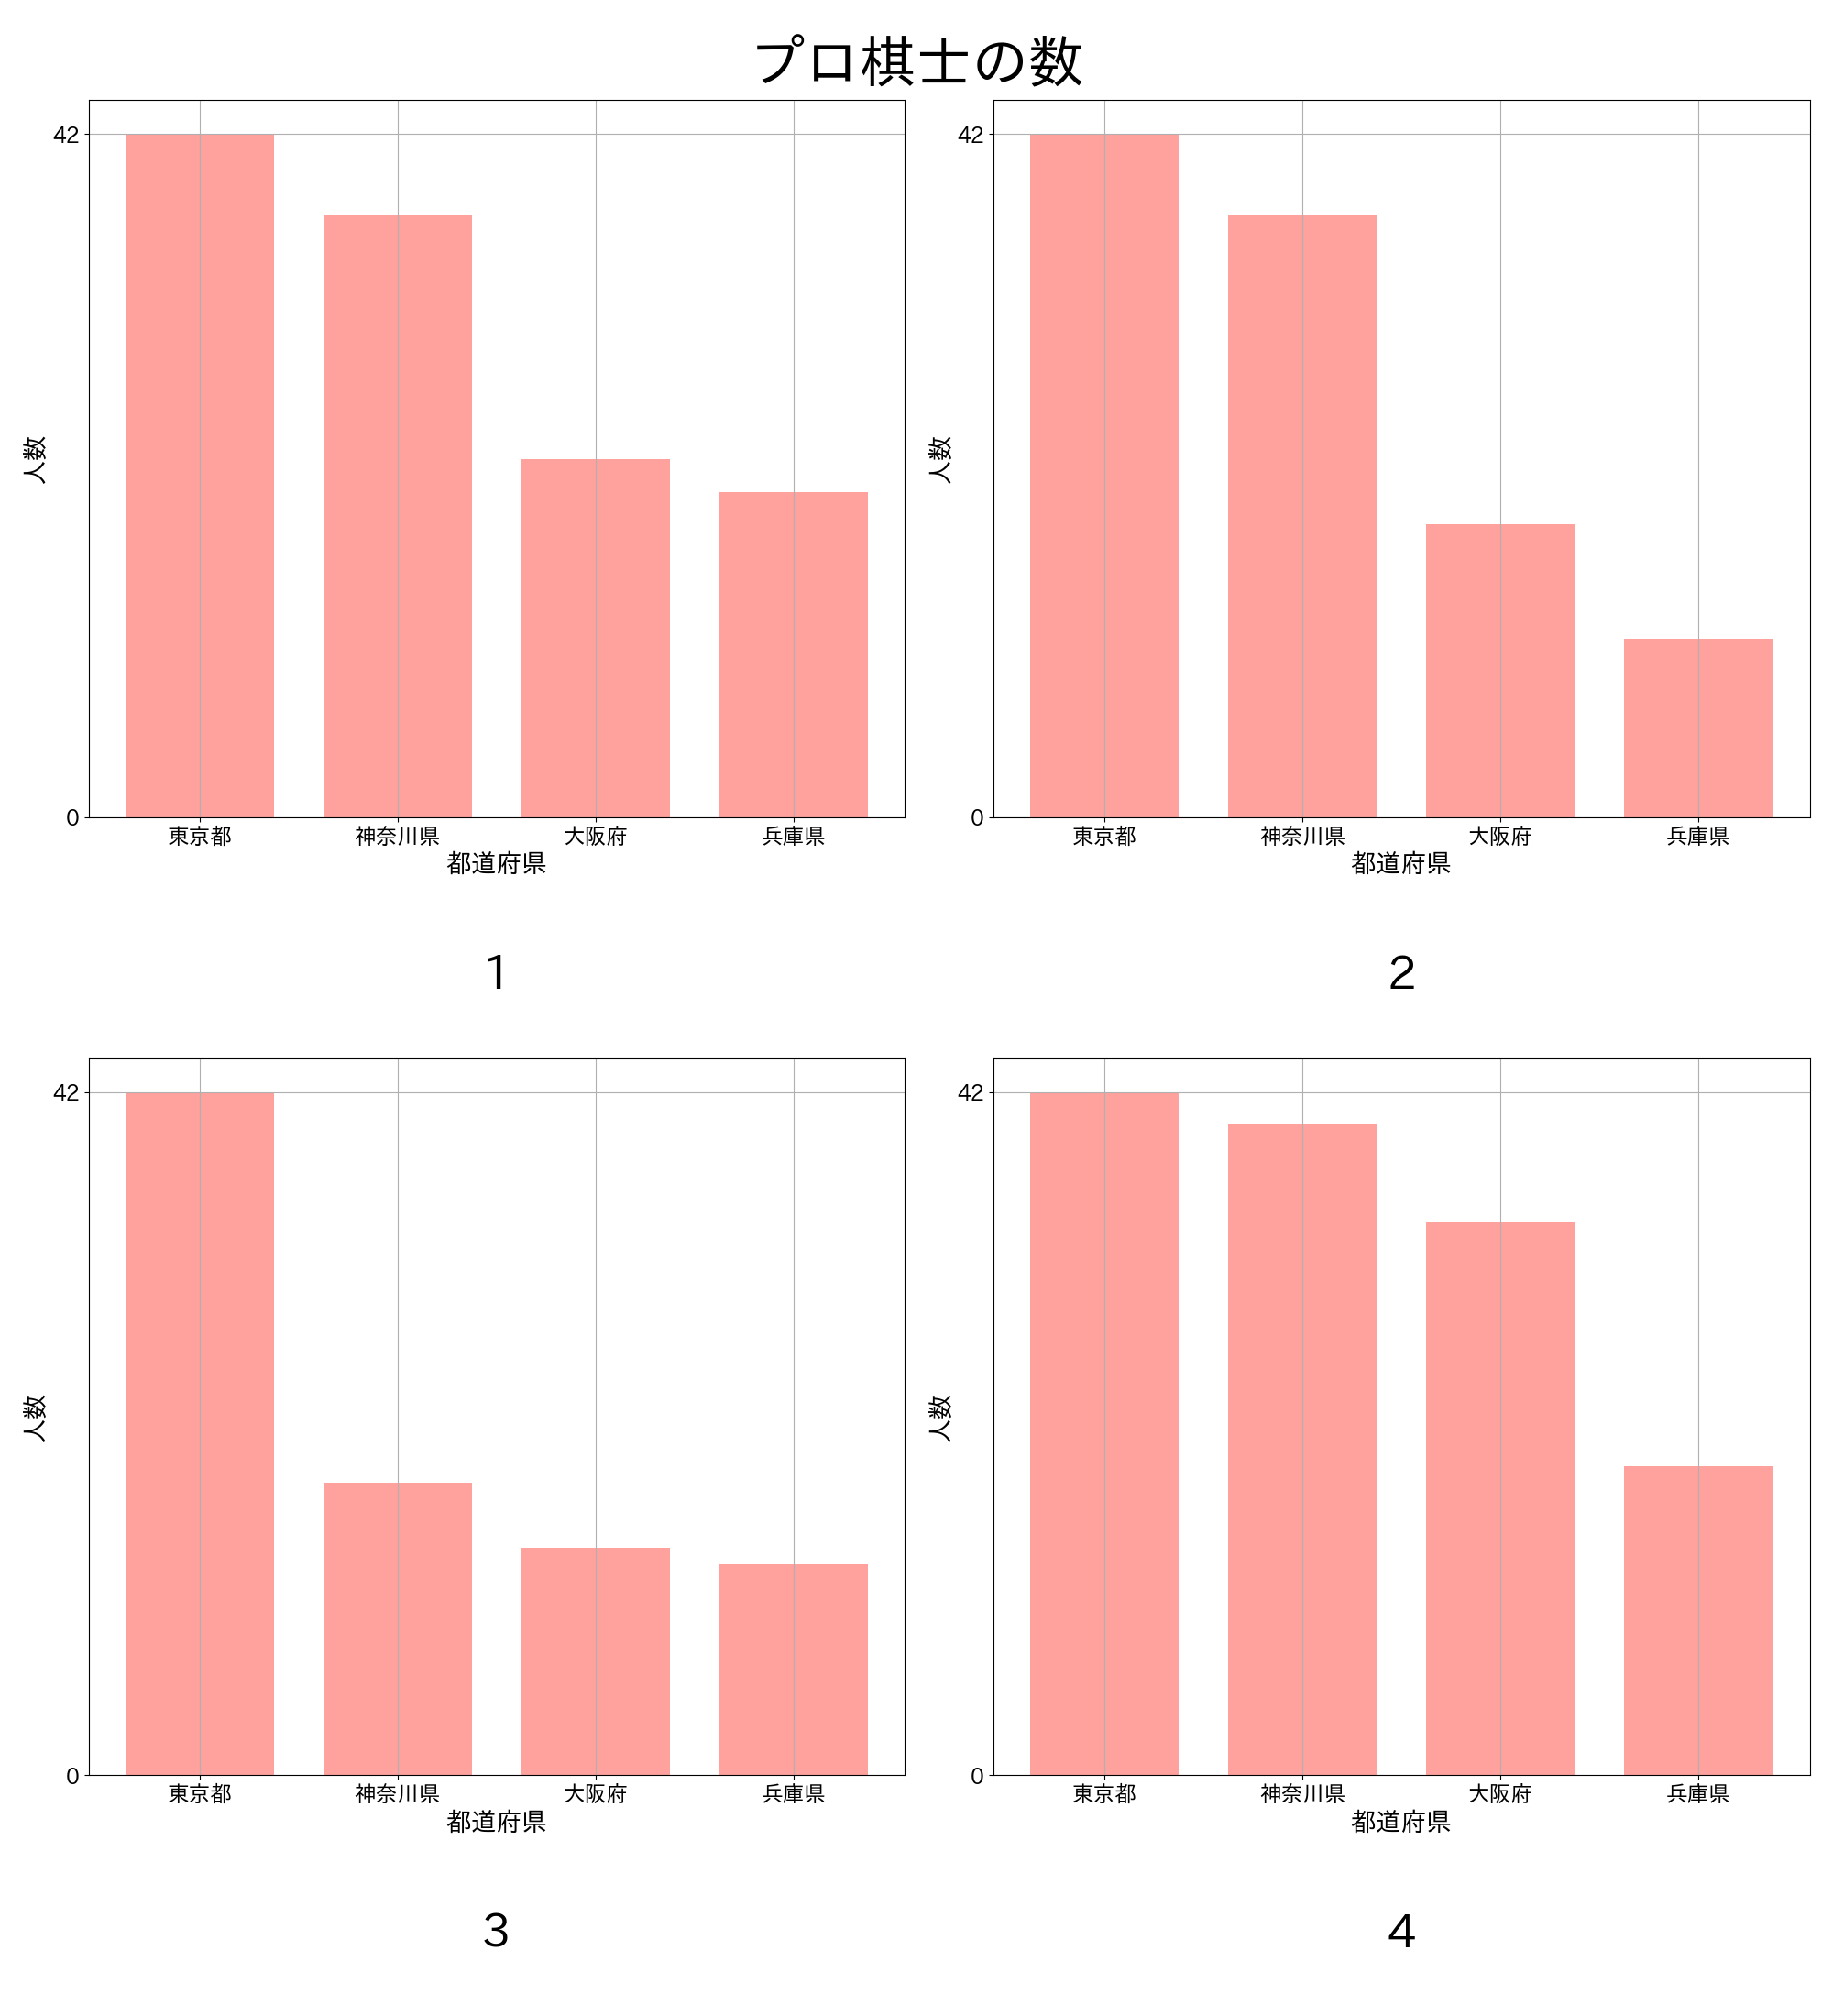 プロ棋士の数
42
0
人数
東京都 神奈川県 大阪府 兵庫県
都道府県
1
42
0
人数
東京都 神奈川県 大阪府 兵庫県
都道府県
2
42
0
人数
東京都 神奈川県 大阪府 兵庫県
都道府県
3
42
0
人数
東京都 神奈川県 大阪府 兵庫県
都道府県
4